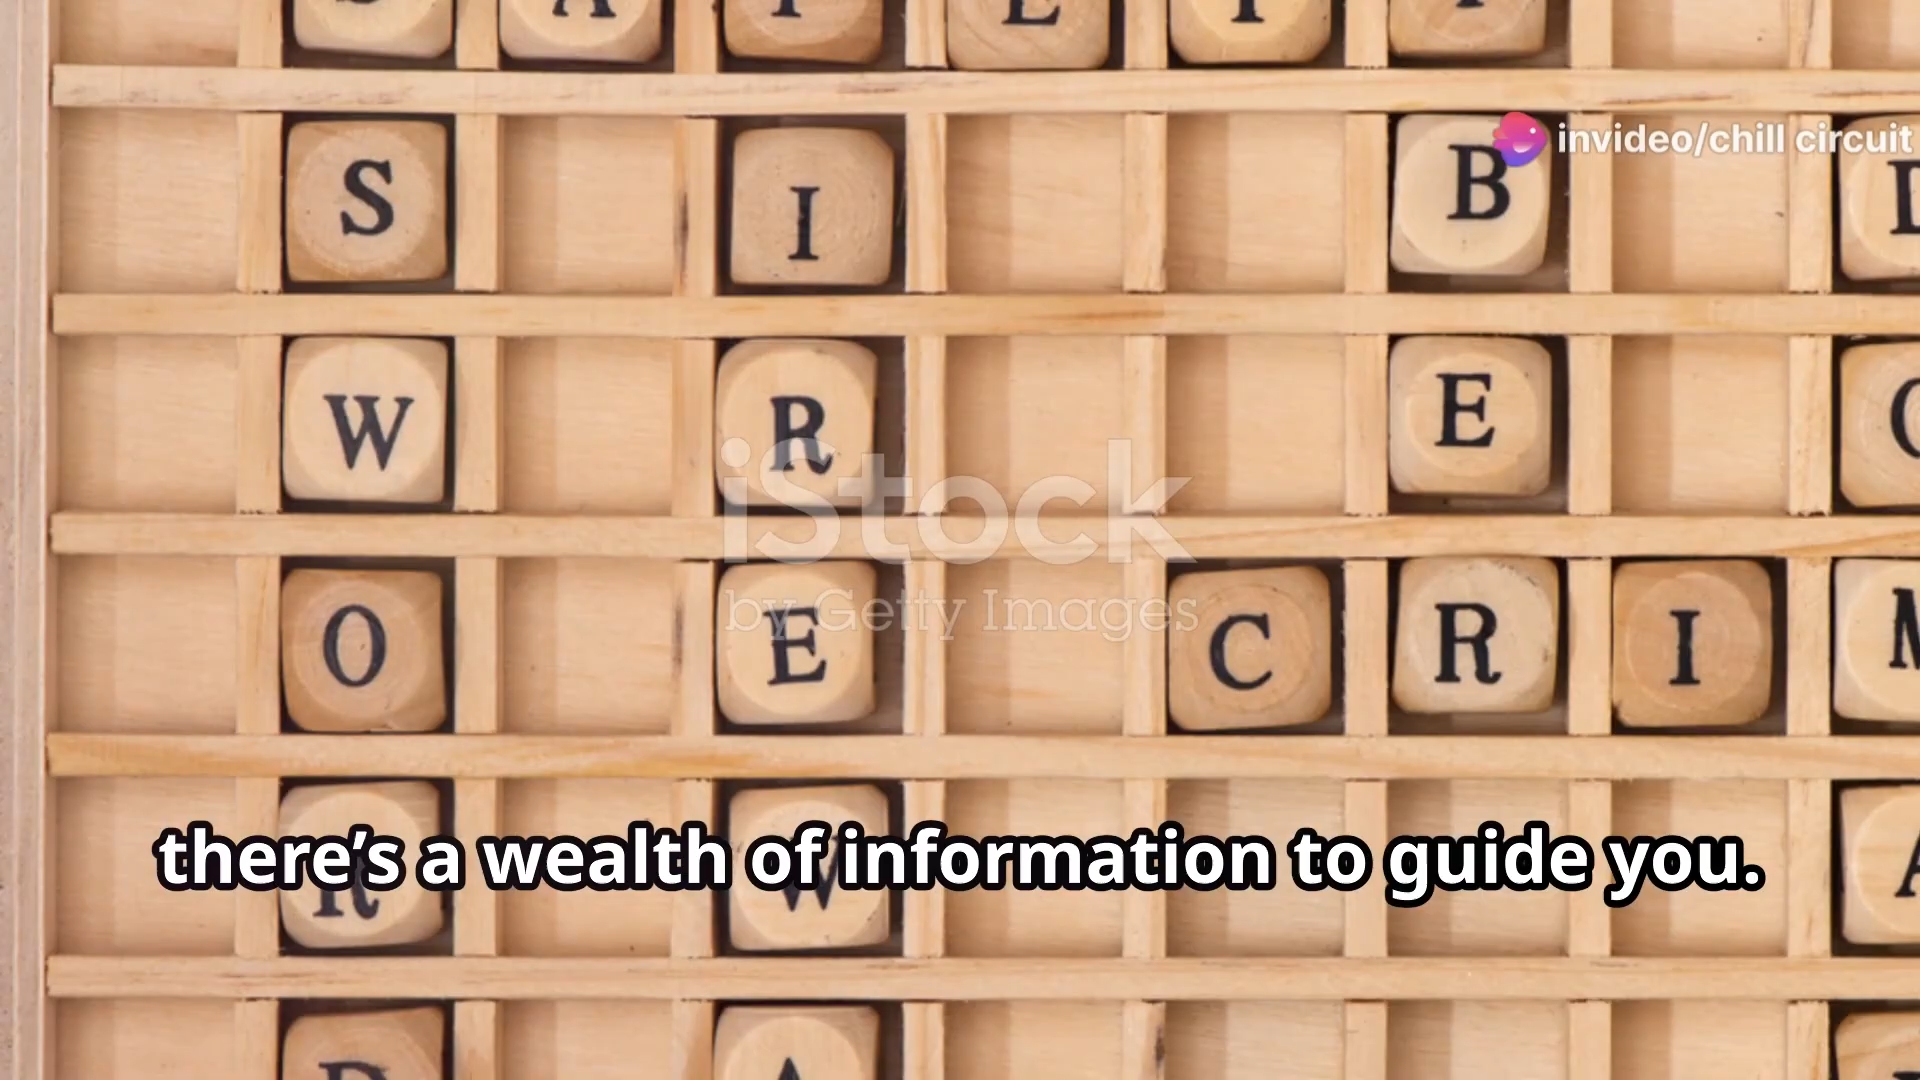 S A F E T Y
S I B D
invideo/chill circuit
W R E O
iStock
by Getty Images
O E C R I M
R W A
there's a wealth of information to guide you.
D A